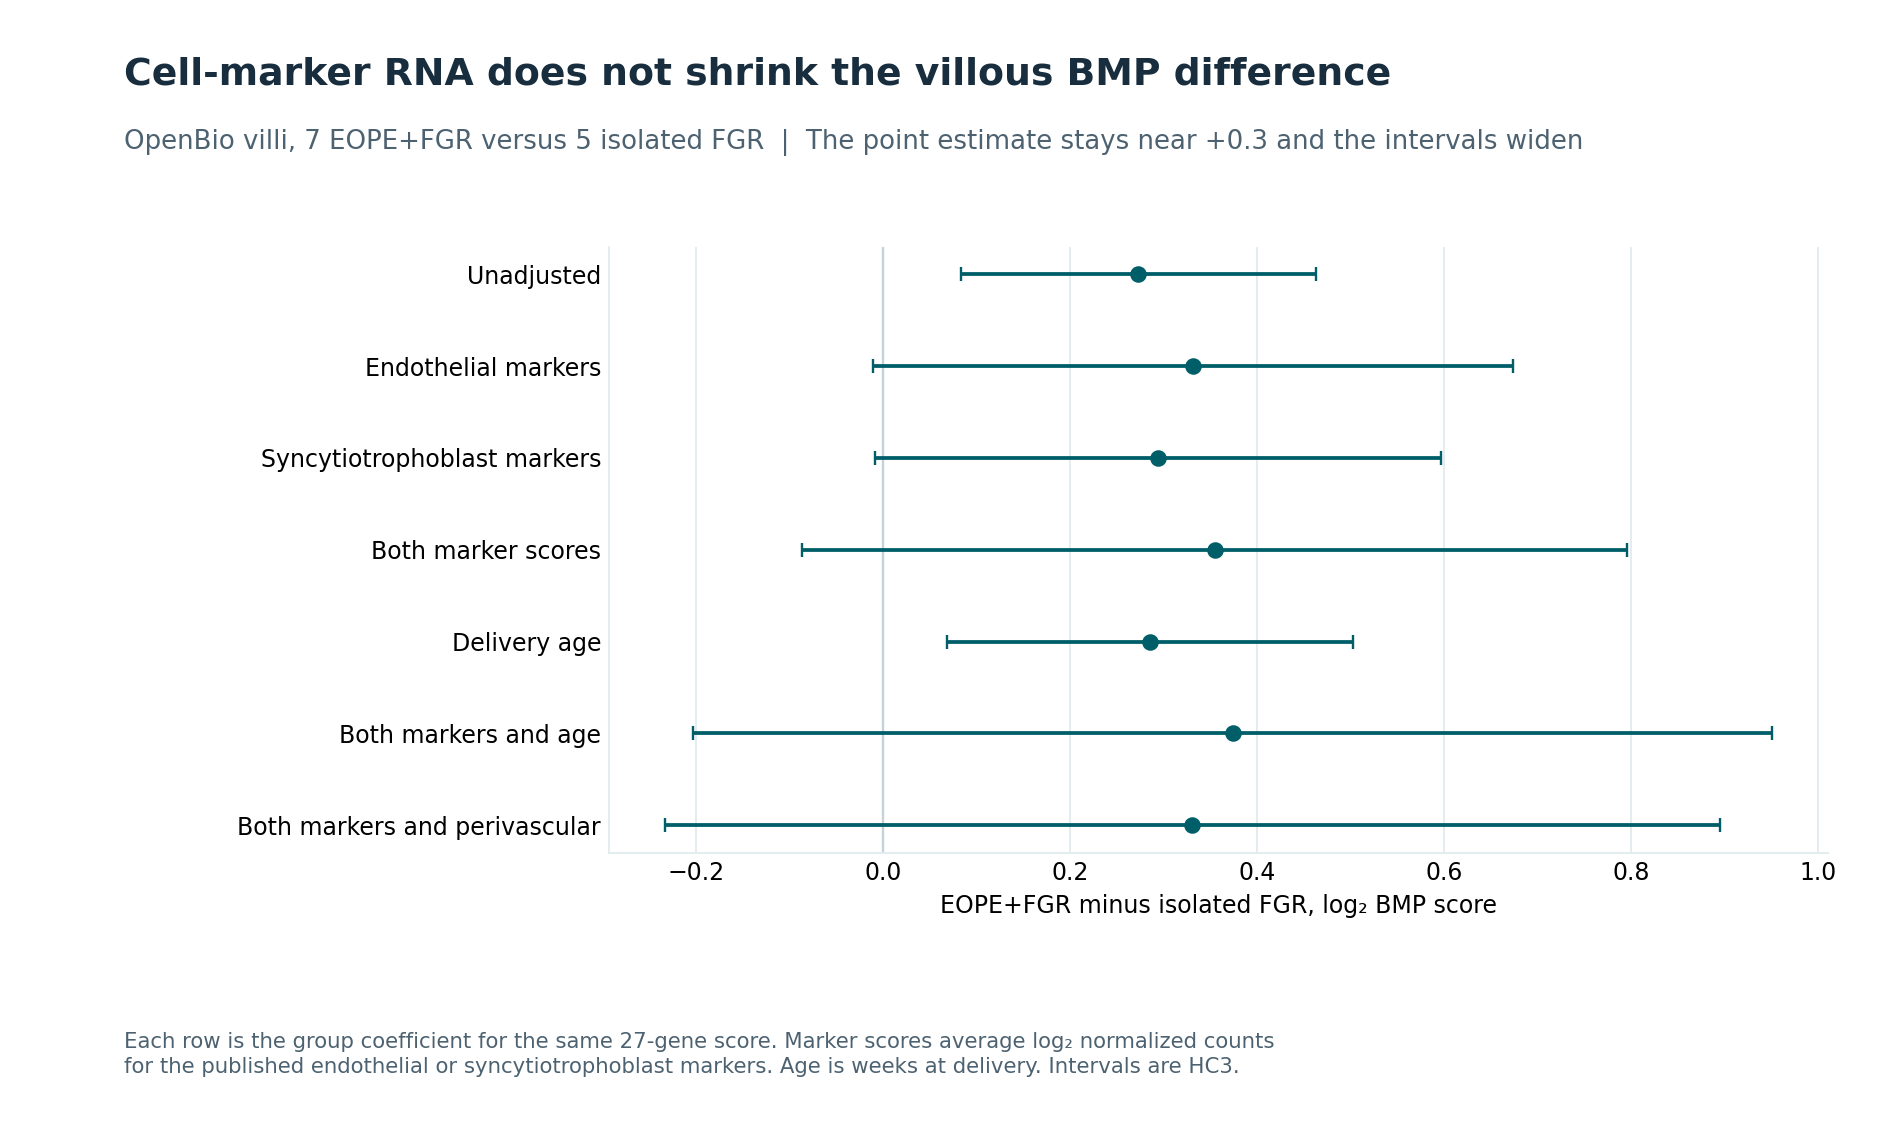 Cell-marker RNA does not shrink the villous BMP difference
OpenBio villi, 7 EOPE+FGR versus 5 isolated FGR | The point estimate stays near +0.3 and the intervals widen
Unadjusted
Endothelial markers
Syncytiotrophoblast markers
Both marker scores
Delivery age
Both markers and age
Both markers and perivascular
−0.2 0.0 0.2 0.4 0.6 0.8 1.0
EOPE+FGR minus isolated FGR, log₂ BMP score
Each row is the group coefficient for the same 27-gene score. Marker scores average log₂ normalized counts
for the published endothelial or syncytiotrophoblast markers. Age is weeks at delivery. Intervals are HC3.